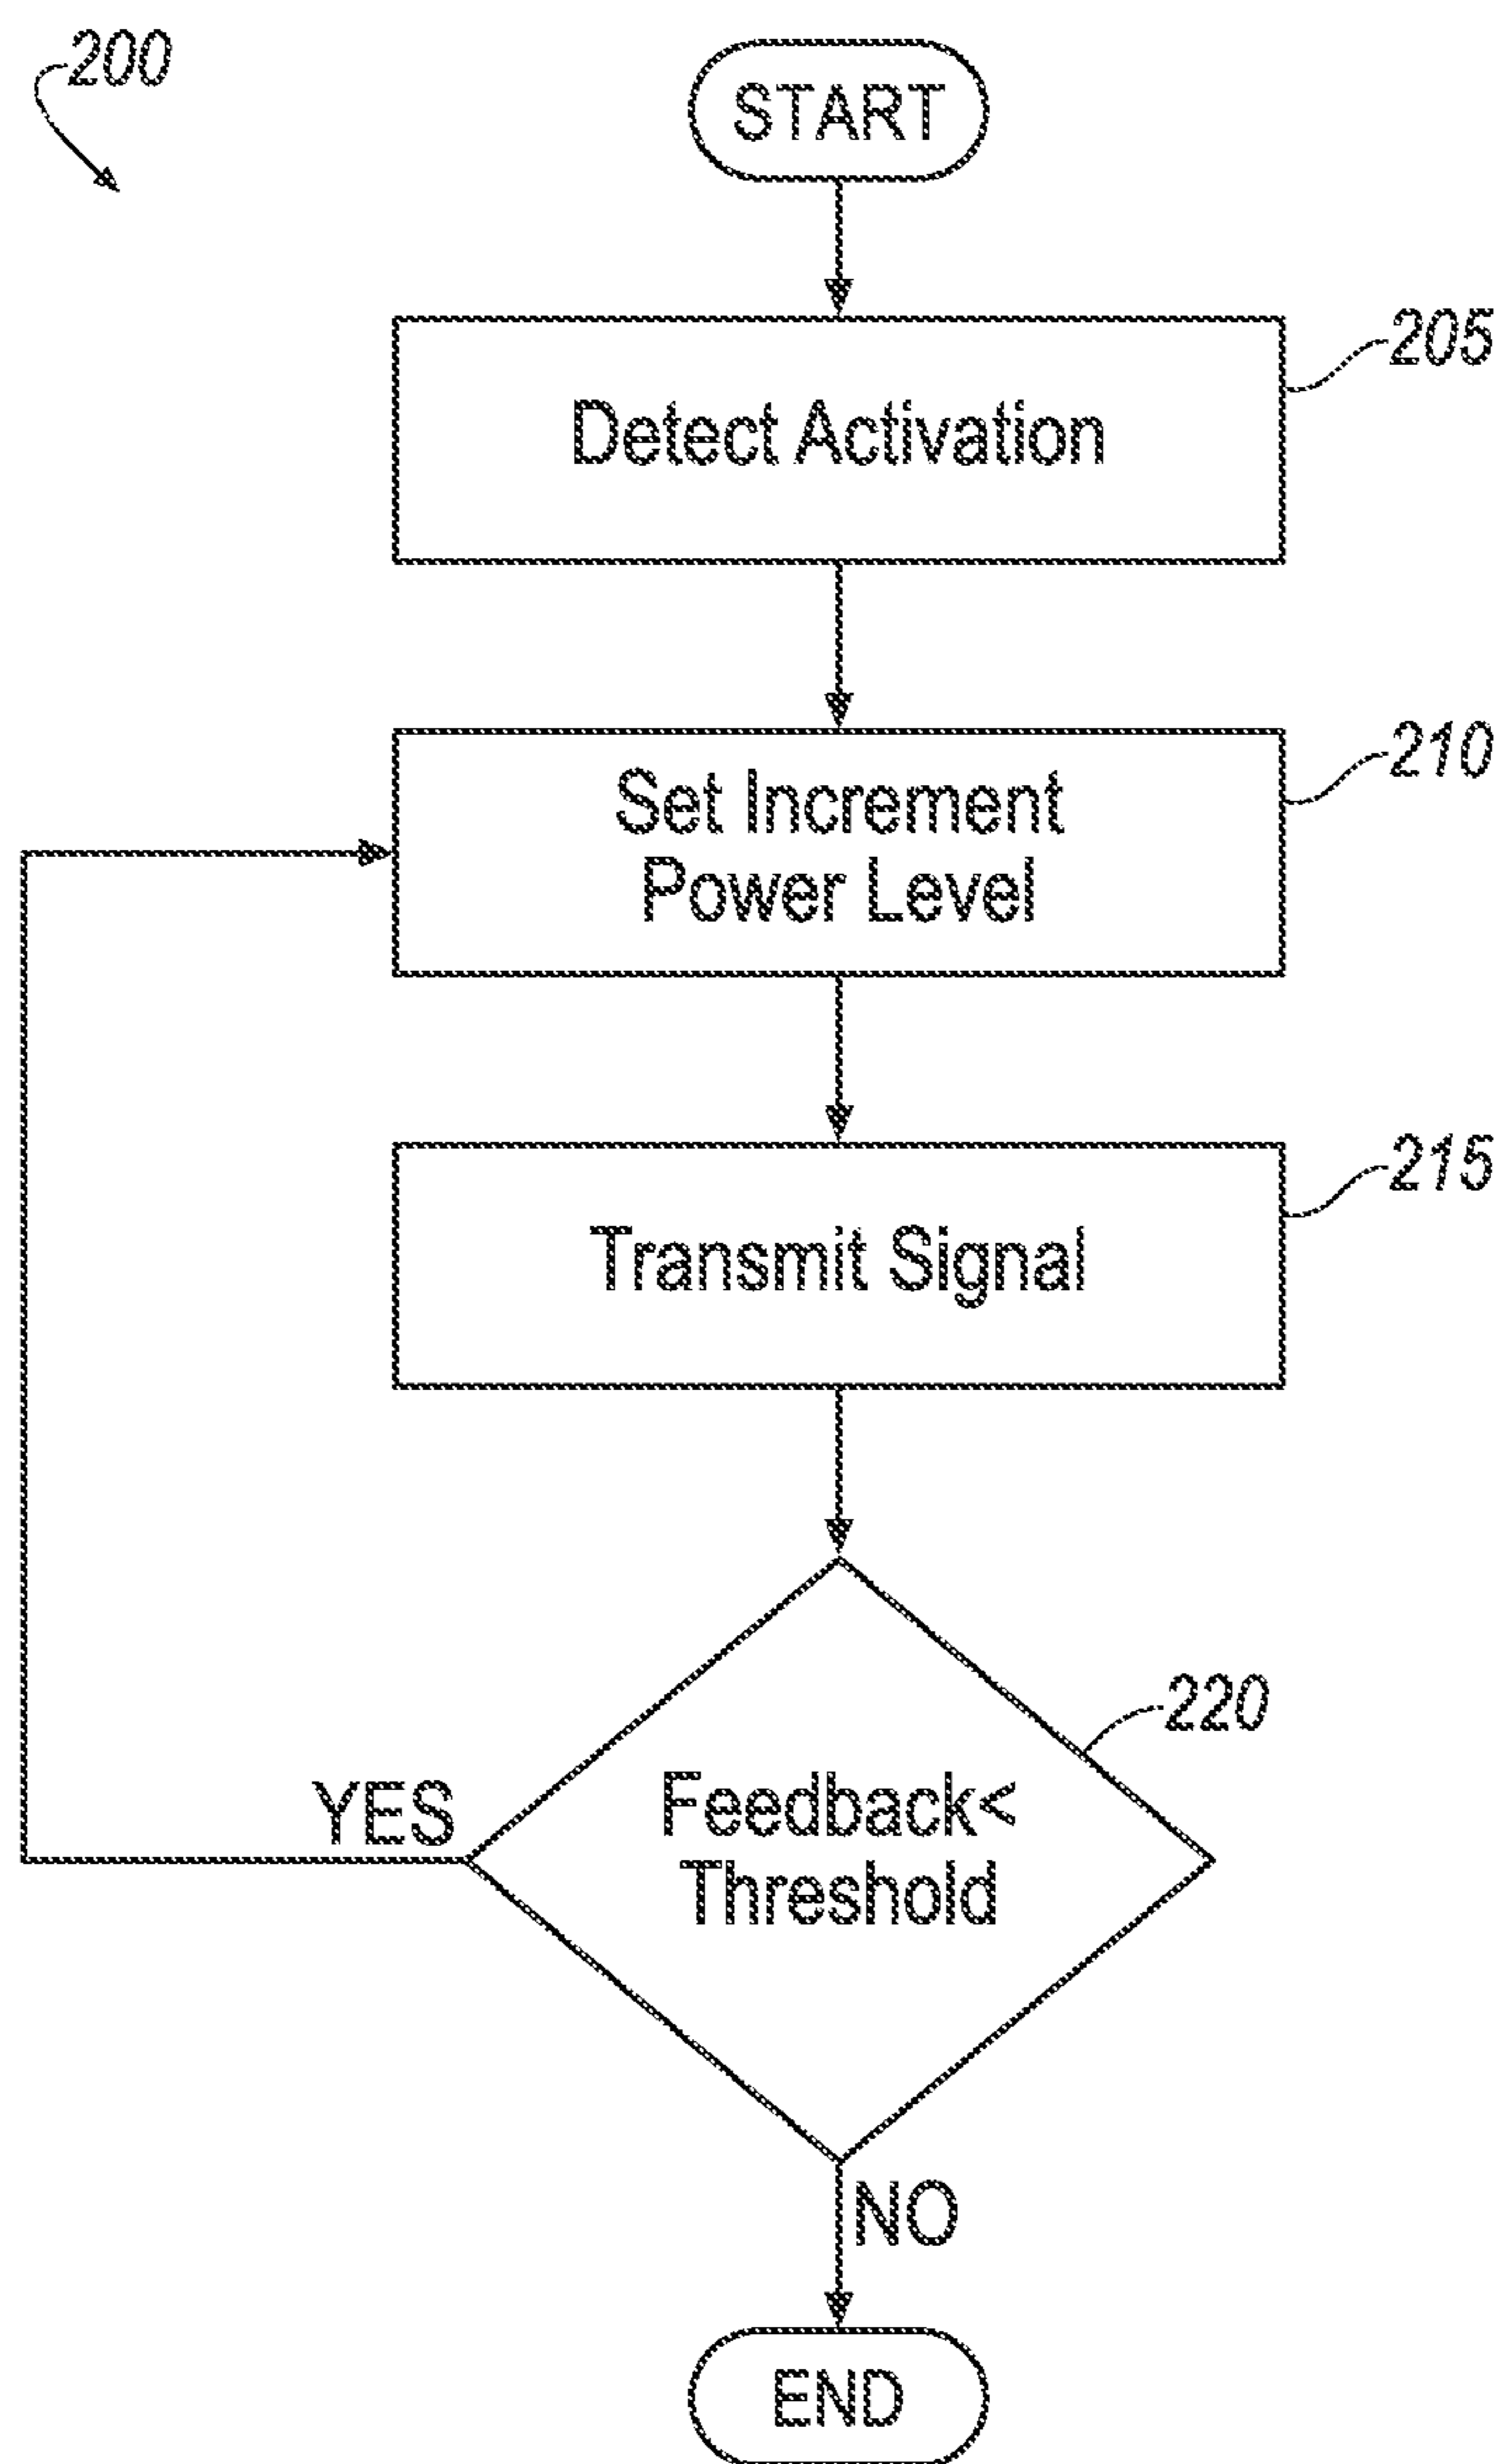 200
START
205
Detect Activation
210
Set Increment
Power Level
215
Transmit Signal
220
YES
Feedback<
Threshold
NO
END